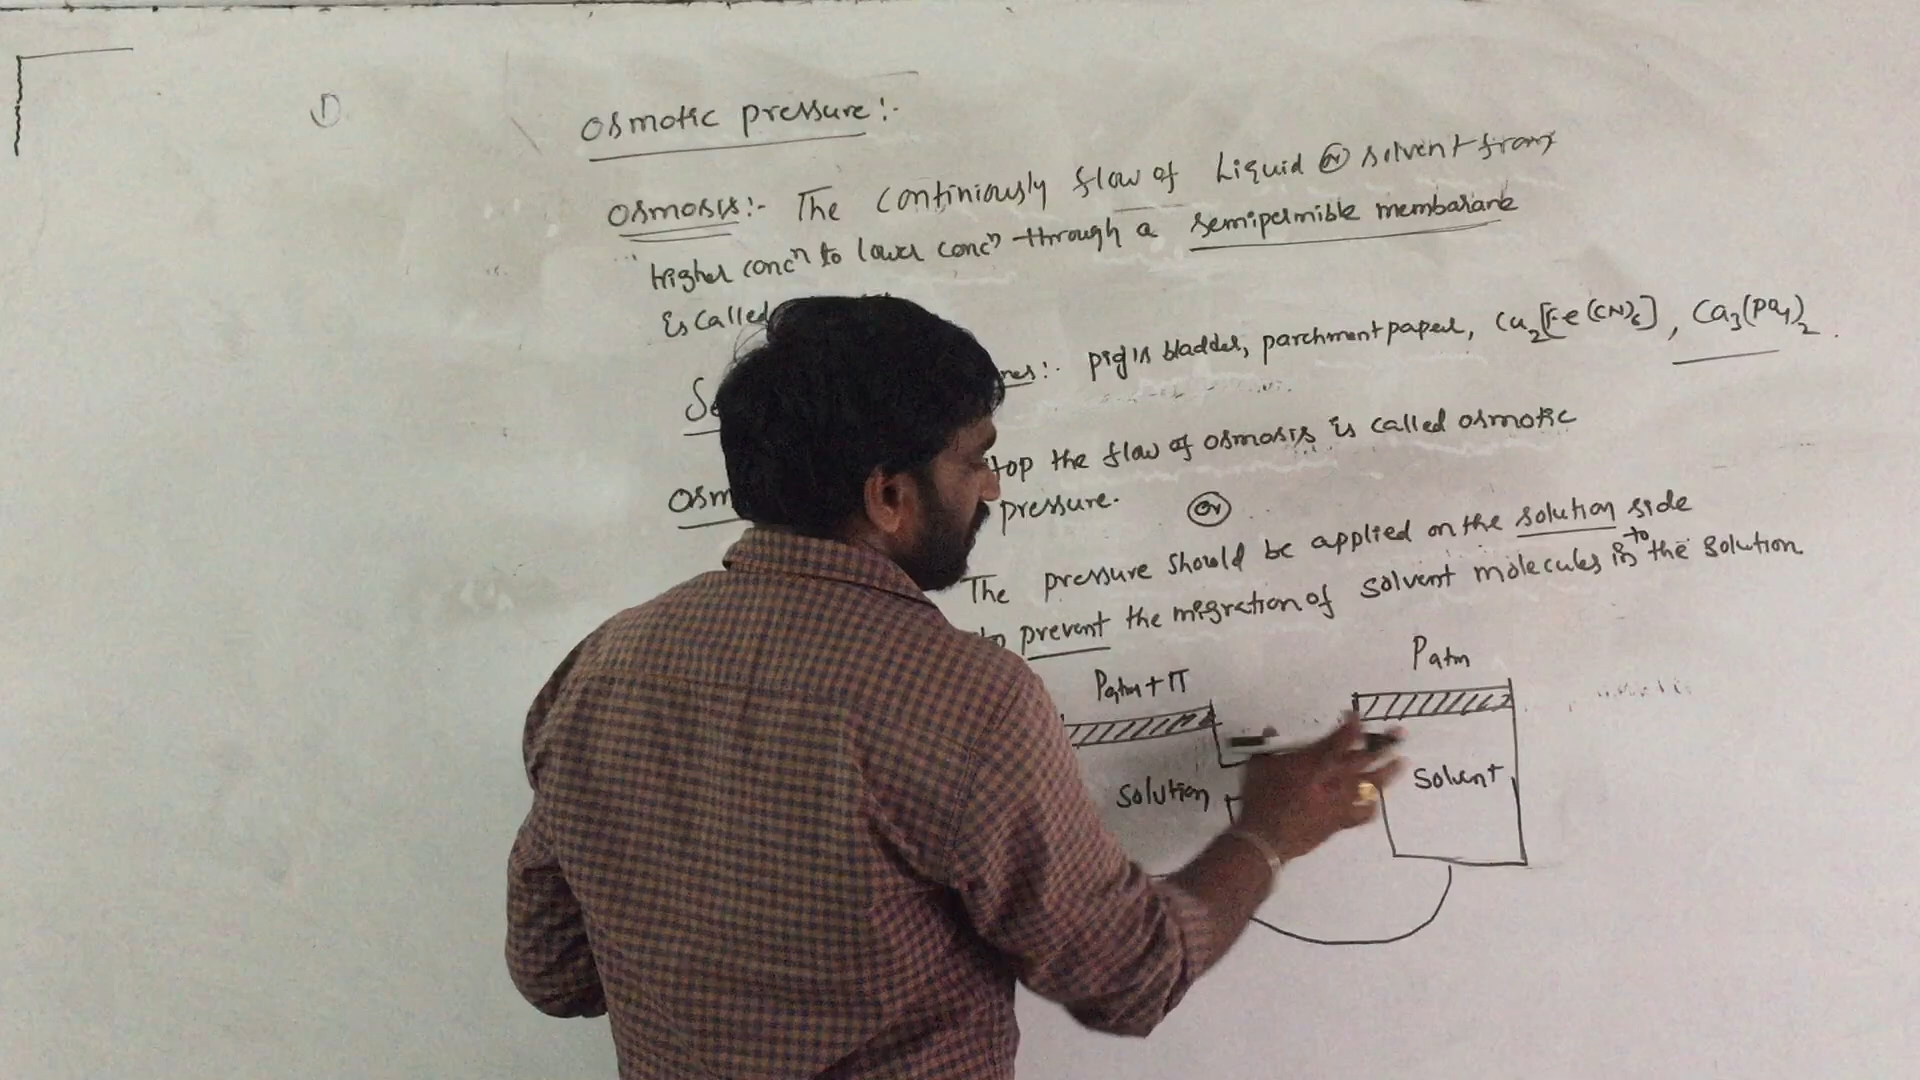 1)
Osmotic pressure:-
Osmosis:- The continiously flow of Liquid or solvent from
higher concn to lower concn through a semipermible membarane
is called
pig's bladder, parchment paper, Cu2[Fe(CN)6], Ca3(PO4)2.
top the flow of osmosis is called osmotic
pressure.
or
The pressure should be applied on the solution side
to prevent the migration of solvent molecules in to the solution
Patm + π
Patm
Solution
Solvent